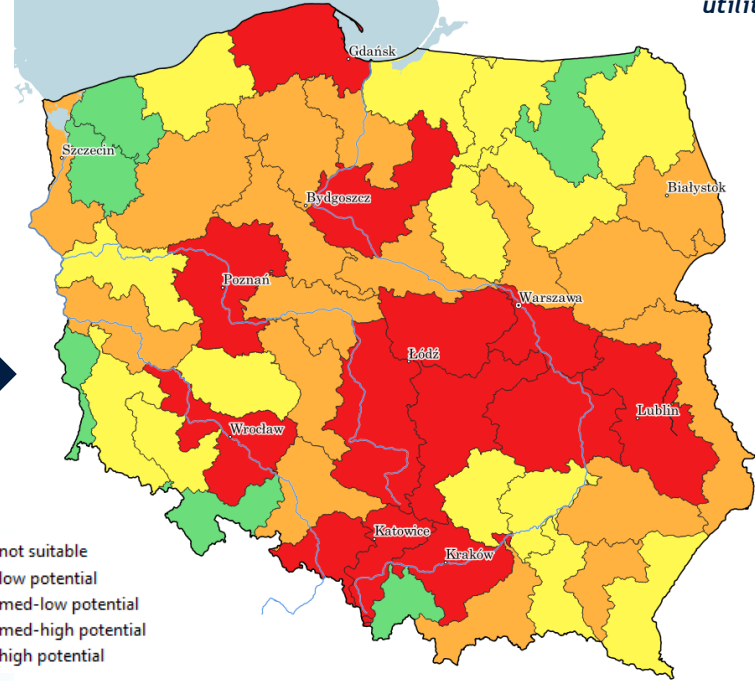 Gdańsk
Szczecin
Białystok
Bydgoszcz
Poznań
Warszawa
Łódź
Lublin
Wrocław
Katowice
Kraków
not suitable
low potential
med-low potential
med-high potential
high potential